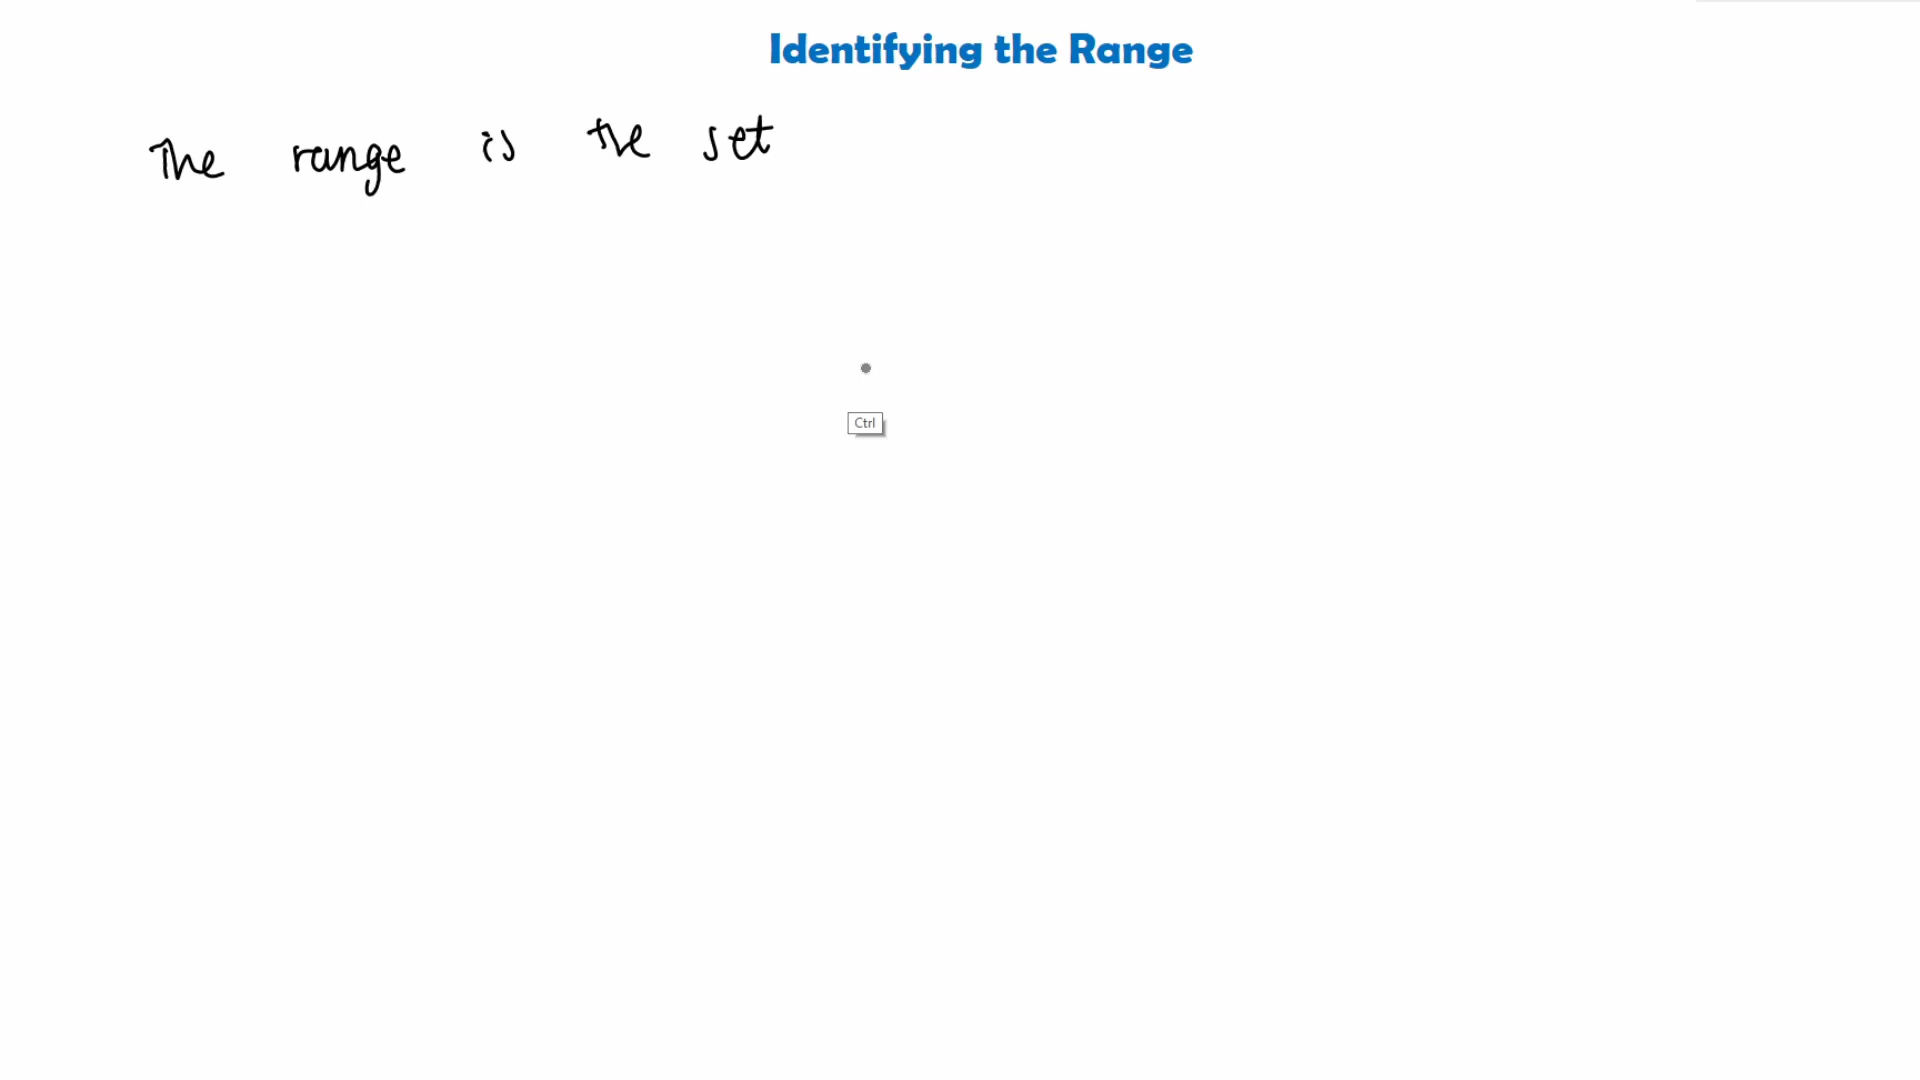 Identifying the Range
The range is the set
Ctrl